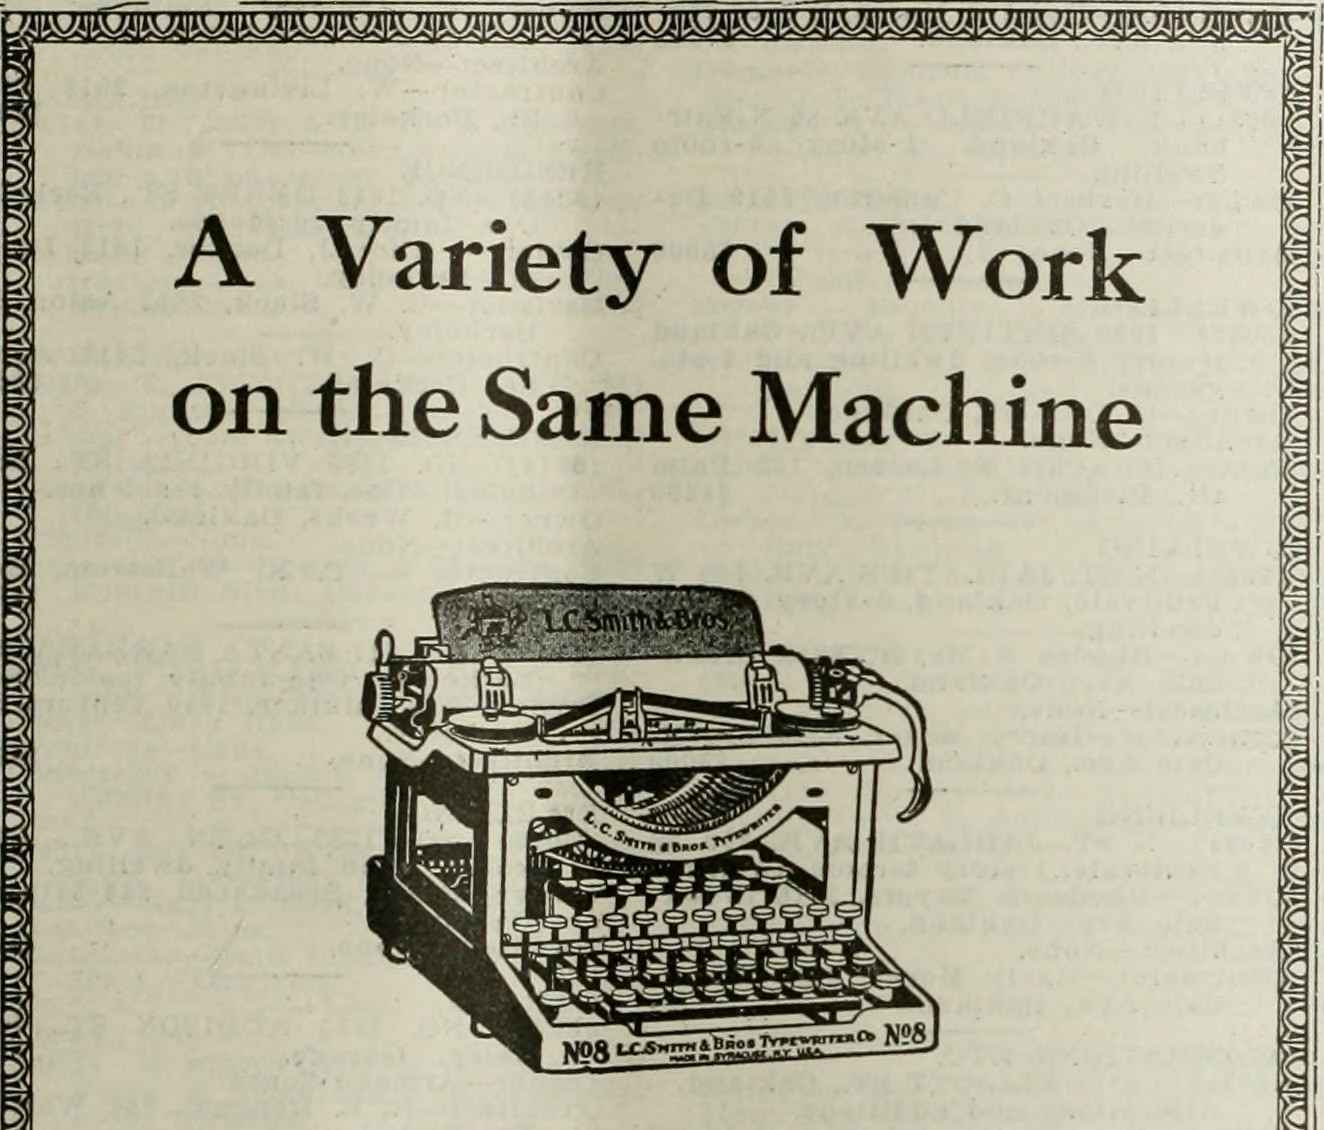 A Variety of Work
on the Same Machine
L.C. Smith & Bros.
L. C. SMITH & BROS TYPEWRITER
No8 L.C. SMITH & BROS TYPEWRITER Co No8
MADE IN SYRACUSE, N.Y. U.S.A.